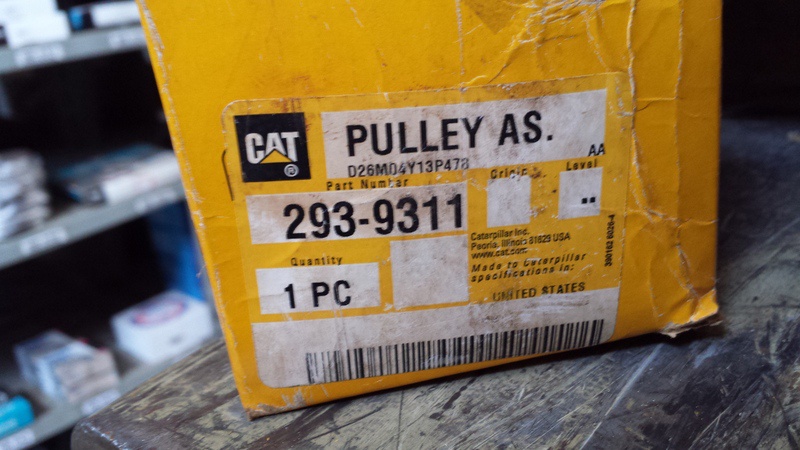 CAT ®
PULLEY AS.
D26M04Y13P478
AA
Part Number
Origin
Level
293-9311
Caterpillar Inc.
Peoria, Illinois 61629 USA
www.cat.com
Quantity
Made to Caterpillar
specifications in:
1 PC
UNITED STATES